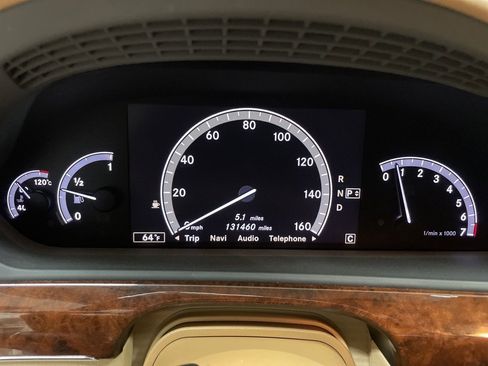 120°C
40
1
½
0
80
60
100
40
120
20
140
0 mph
160
5.1 miles
131460 miles
64°F
◄ Trip Navi Audio Telephone ►
C
R
N P
D
0 1 2 3 4 5 6 7
1/min x 1000